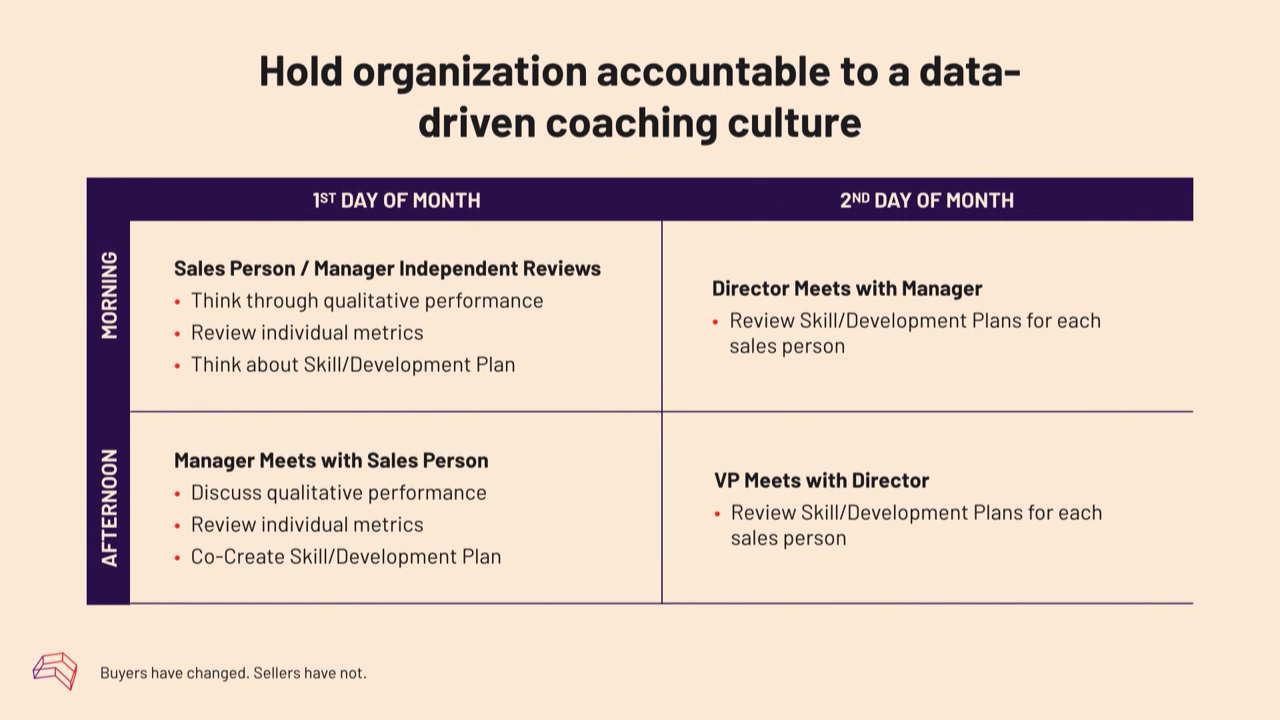 Hold organization accountable to a data-
driven coaching culture
1ST DAY OF MONTH
2ND DAY OF MONTH
MORNING
Sales Person / Manager Independent Reviews
• Think through qualitative performance
• Review individual metrics
• Think about Skill/Development Plan
Director Meets with Manager
• Review Skill/Development Plans for each
sales person
AFTERNOON
Manager Meets with Sales Person
• Discuss qualitative performance
• Review individual metrics
• Co-Create Skill/Development Plan
VP Meets with Director
• Review Skill/Development Plans for each
sales person
Buyers have changed. Sellers have not.